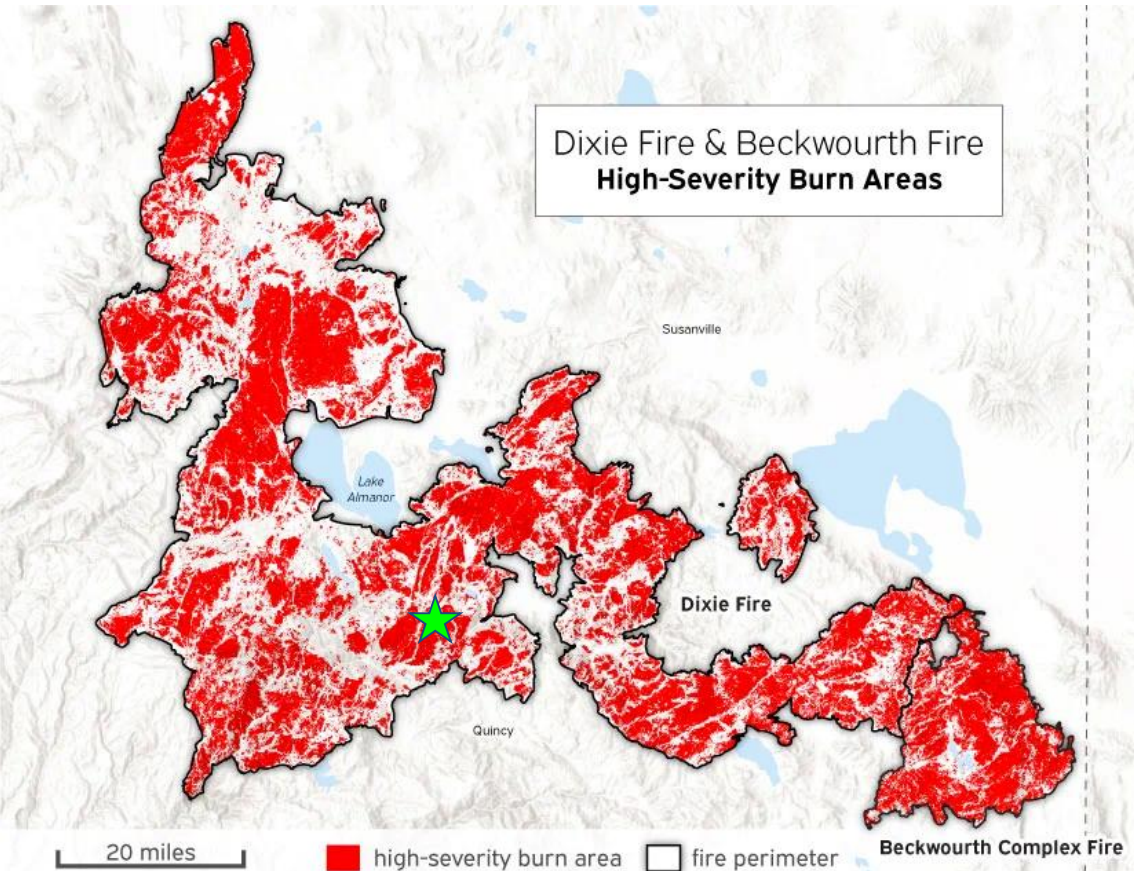 Dixie Fire & Beckwourth Fire
High-Severity Burn Areas
Susanville
Lake
Almanor
Dixie Fire
Quincy
Beckwourth Complex Fire
20 miles
high-severity burn area
fire perimeter